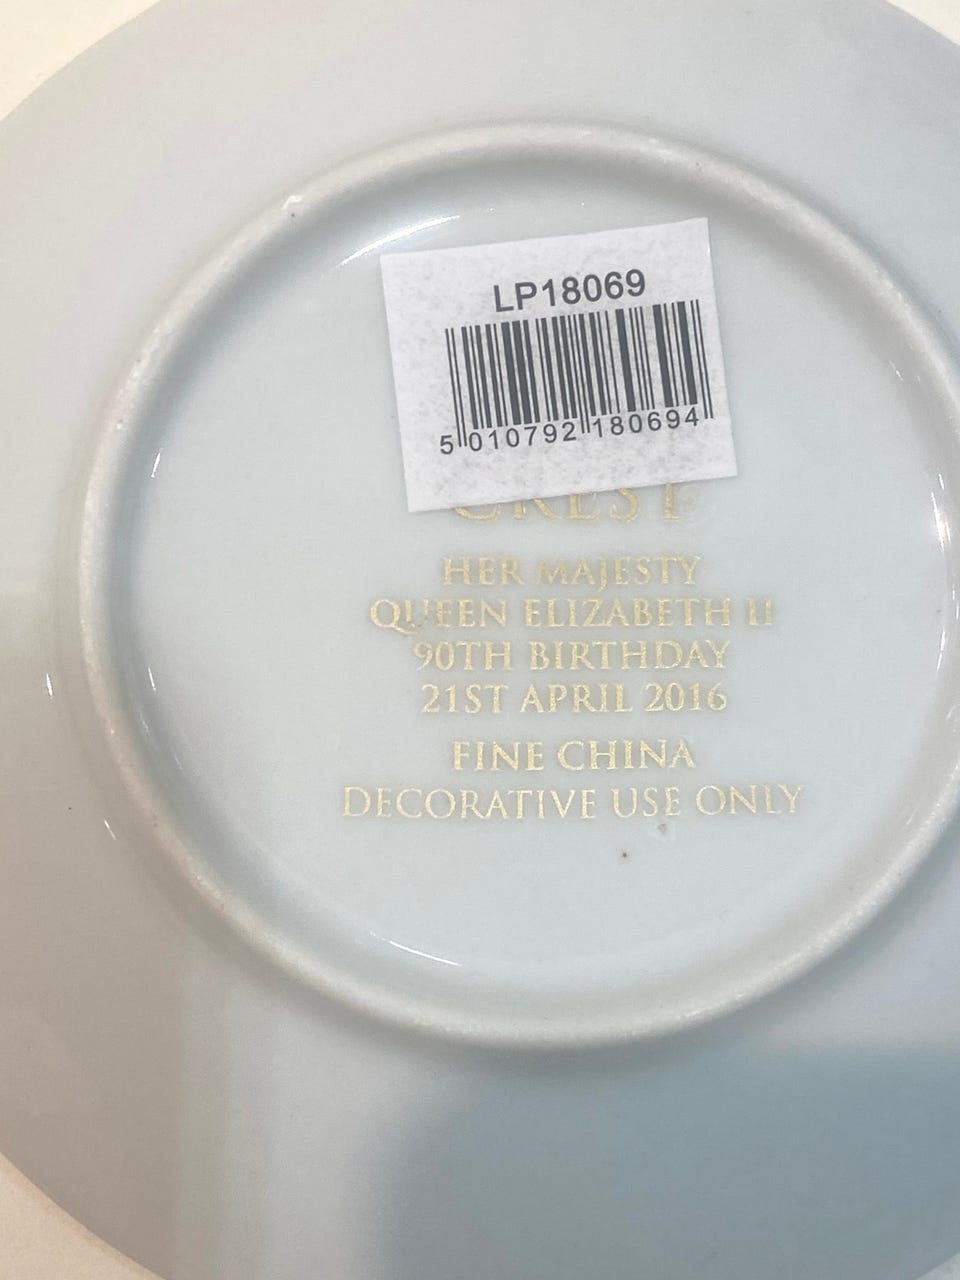 LP18069
5 010792 180694
CREST
HER MAJESTY
QUEEN ELIZABETH II
90TH BIRTHDAY
21ST APRIL 2016
FINE CHINA
DECORATIVE USE ONLY